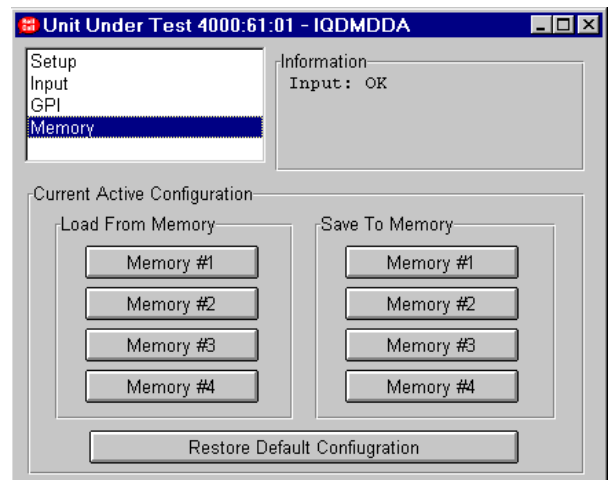 Unit Under Test 4000:61:01 - IQDMDDA
Setup
Input
GPI
Memory
Information
Input: OK
Current Active Configuration
Load From Memory
Memory #1
Memory #2
Memory #3
Memory #4
Save To Memory
Memory #1
Memory #2
Memory #3
Memory #4
Restore Default Confiugration